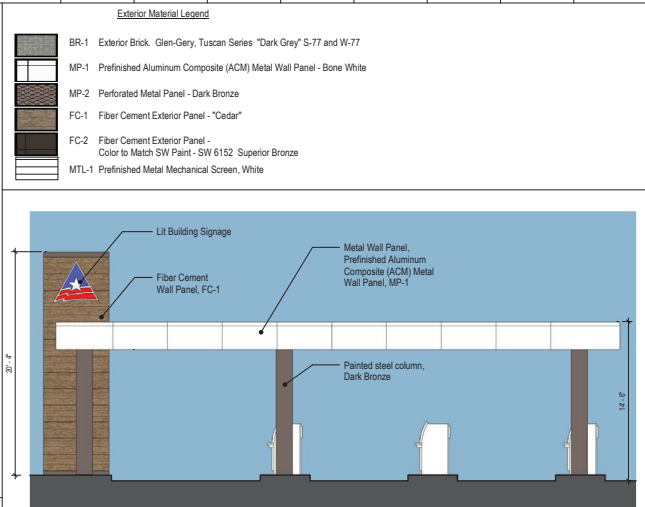 Exterior Material Legend
BR-1 Exterior Brick. Glen-Gery, Tuscan Series "Dark Grey" S-77 and W-77
MP-1 Prefinished Aluminum Composite (ACM) Metal Wall Panel - Bone White
MP-2 Perforated Metal Panel - Dark Bronze
FC-1 Fiber Cement Exterior Panel - "Cedar"
FC-2 Fiber Cement Exterior Panel -
Color to Match SW Paint - SW 6152 Superior Bronze
MTL-1 Prefinished Metal Mechanical Screen, White
Lit Building Signage
Fiber Cement
Wall Panel, FC-1
Metal Wall Panel,
Prefinished Aluminum
Composite (ACM) Metal
Wall Panel, MP-1
Painted steel column,
Dark Bronze
20' - 4"
14' - 6"